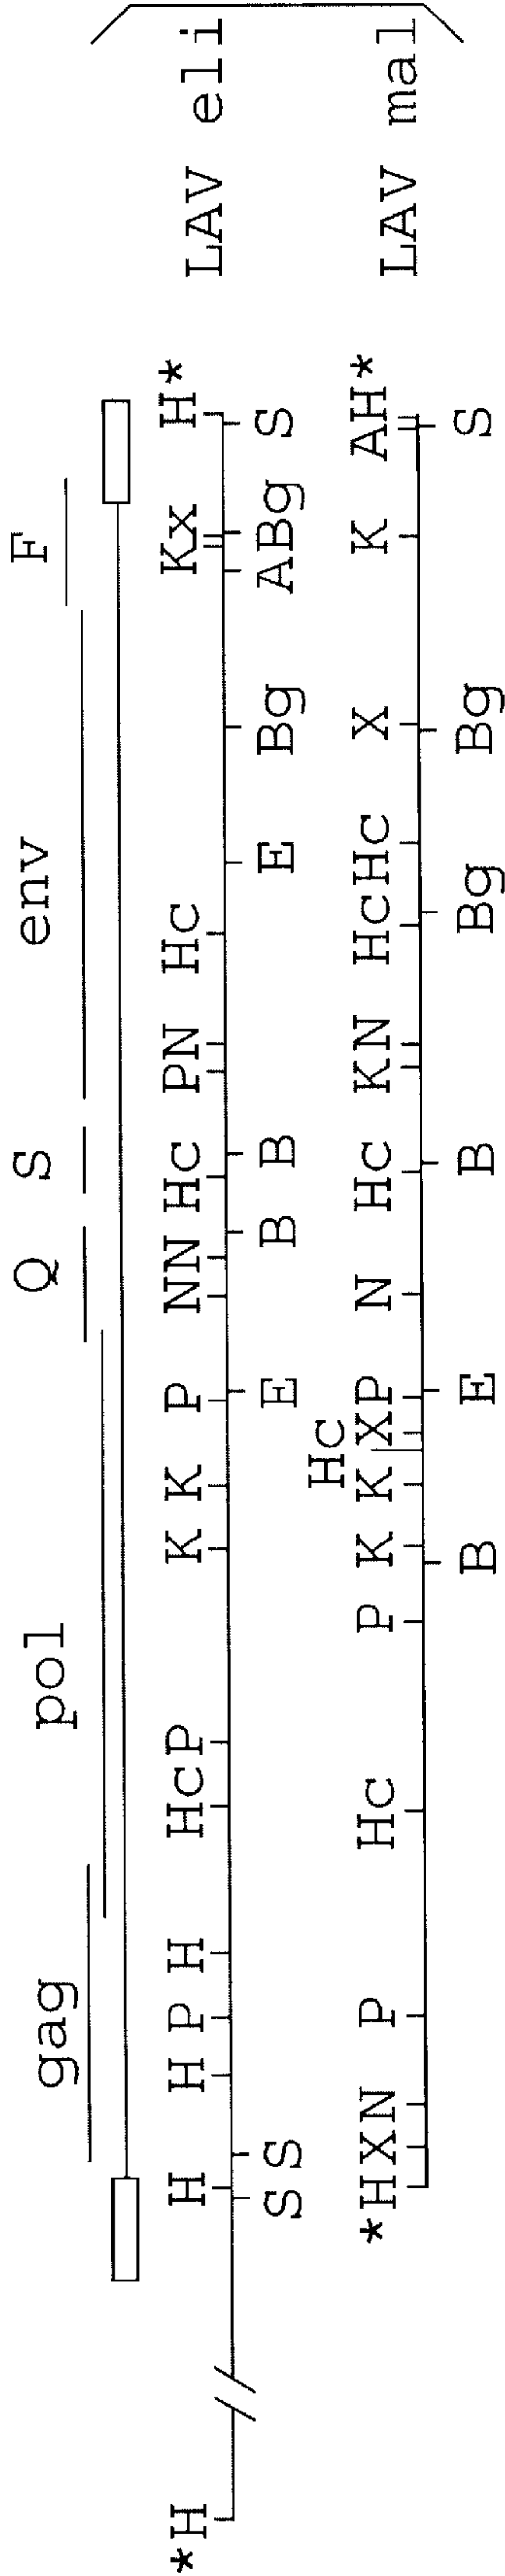 gag pol Q S env F
*H H H P H HcP K K P NN Hc PN Hc Kx H* LAV eli
S S E B B E Bg ABg S
Hc
*HXN P Hc P K K XP N Hc KN HcHc X K AH* LAV mal
B E B Bg Bg S